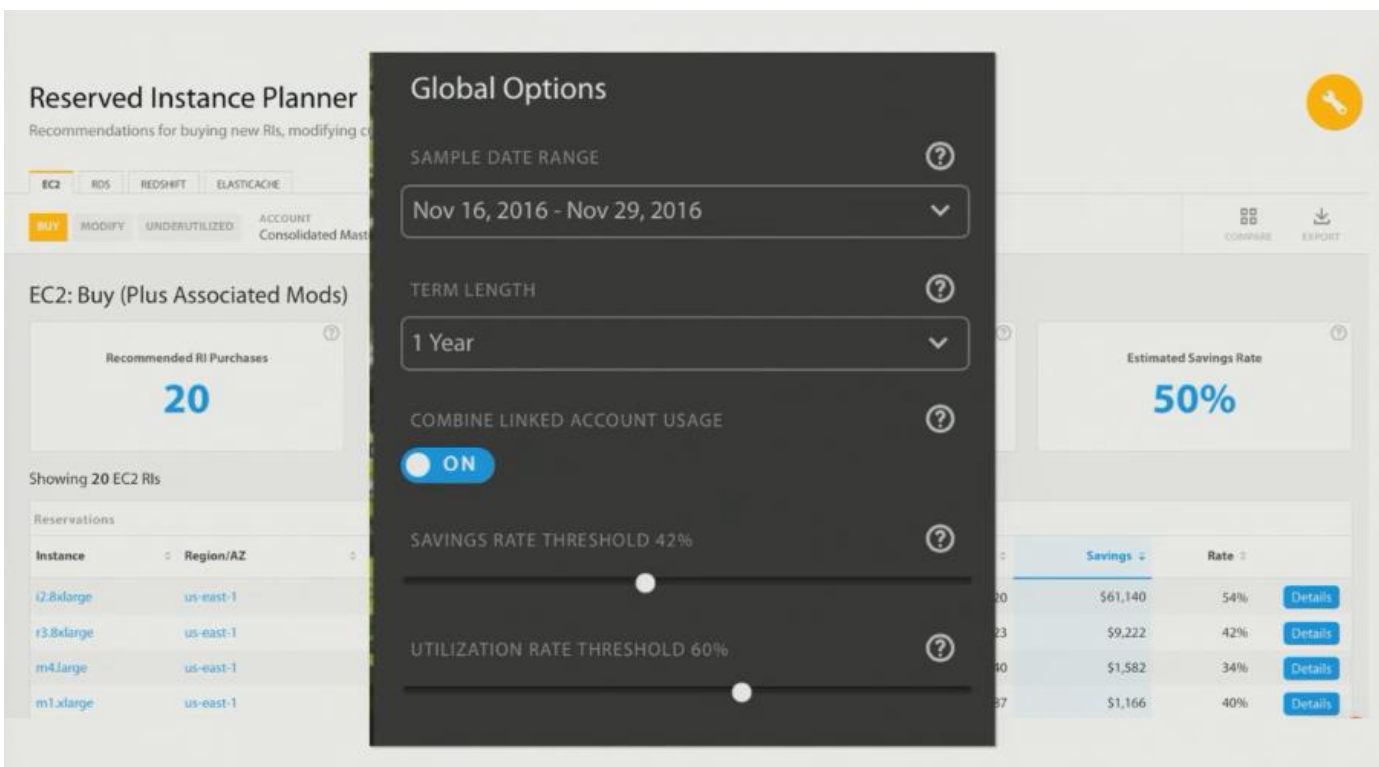 Reserved Instance Planner
Recommendations for buying new RIs, modifying
EC2 RDS REDSHIFT ELASTICACHE
BUY MODIFY UNDERUTILIZED ACCOUNT
Consolidated
COMPARE EXPORT
EC2: Buy (Plus Associated Mods)
Recommended RI Purchases
20
Estimated Savings Rate
50%
Showing 20 EC2 RIs
Reservations
Instance Region/AZ Savings Rate
i2.8xlarge us-east-1 20 $61,140 54% Details
r3.8xlarge us-east-1 23 $9,222 42% Details
m4.large us-east-1 40 $1,582 34% Details
m1.xlarge us-east-1 37 $1,166 40% Details
Global Options
SAMPLE DATE RANGE ?
Nov 16, 2016 - Nov 29, 2016
TERM LENGTH ?
1 Year
COMBINE LINKED ACCOUNT USAGE ?
ON
SAVINGS RATE THRESHOLD 42% ?
UTILIZATION RATE THRESHOLD 60% ?